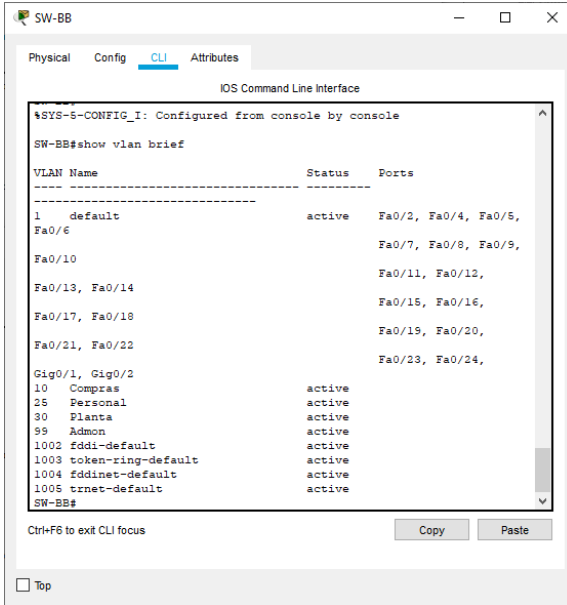 SW-BB
Physical Config CLI Attributes
IOS Command Line Interface
%SYS-5-CONFIG_I: Configured from console by console
SW-BB#show vlan brief
VLAN Name Status Ports
---- -------------------------------- --------- -------------------------------
1 default active Fa0/2, Fa0/4, Fa0/5,
Fa0/6
Fa0/7, Fa0/8, Fa0/9,
Fa0/10
Fa0/11, Fa0/12,
Fa0/13, Fa0/14
Fa0/15, Fa0/16,
Fa0/17, Fa0/18
Fa0/19, Fa0/20,
Fa0/21, Fa0/22
Fa0/23, Fa0/24,
Gig0/1, Gig0/2
10 Compras active
25 Personal active
30 Planta active
99 Admon active
1002 fddi-default active
1003 token-ring-default active
1004 fddinet-default active
1005 trnet-default active
SW-BB#
Ctrl+F6 to exit CLI focus
Copy Paste
Top